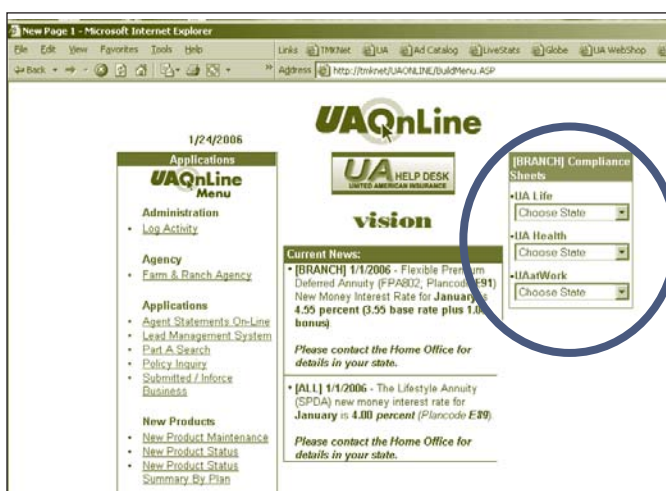 New Page 1 - Microsoft Internet Explorer
File Edit View Favorites Tools Help
Links TMKNet UA Ad Catalog LiveStats Globe UA WebShop
Back
Address http://tmknet/UAONLINE/BuildMenu.ASP
UAOnLine
1/24/2006
Applications
UAOnLine
Menu
Administration
• Log Activity
Agency
• Farm & Ranch Agency
Applications
• Agent Statements On-Line
• Lead Management System
• Part A Search
• Policy Inquiry
• Submitted / Inforce
Business
New Products
• New Product Maintenance
• New Product Status
• New Product Status
Summary By Plan
UA HELP DESK
UNITED AMERICAN INSURANCE
vision
Current News:
• [BRANCH] 1/1/2006 - Flexible Premium
Deferred Annuity (FPA802, Plancode E91)
New Money Interest Rate for January is
4.55 percent (3.55 base rate plus 1.00
bonus)
Please contact the Home Office for
details in your state.
• [ALL] 1/1/2006 - The Lifestyle Annuity
(SPDA) new money interest rate for
January is 4.00 percent (Plancode E89).
Please contact the Home Office for
details in your state.
[BRANCH] Compliance
Sheets
•UA Life
Choose State
•UA Health
Choose State
•UAatWork
Choose State